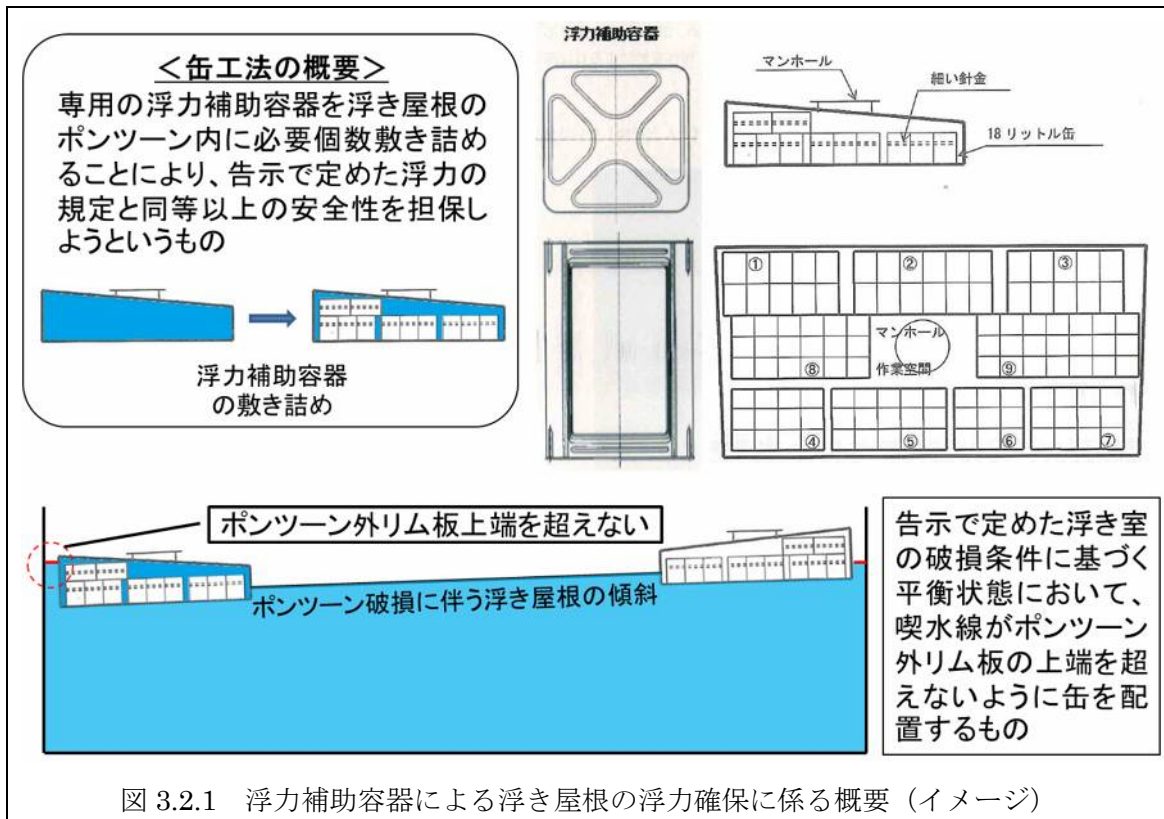 ＜缶工法の概要＞
専用の浮力補助容器を浮き屋根の
ポンツーン内に必要個数敷き詰め
ることにより、告示で定めた浮力の
規定と同等以上の安全性を担保し
ようというもの
浮力補助容器
の敷き詰め
浮力補助容器
マンホール
細い針金
18リットル缶
①
②
③
マンホール
作業空間
⑧
⑨
④
⑤
⑥
⑦
ポンツーン外リム板上端を超えない
ポンツーン破損に伴う浮き屋根の傾斜
告示で定めた浮き室
の破損条件に基づく
平衡状態において、
喫水線がポンツーン
外リム板の上端を超
えないように缶を配
置するもの
図 3.2.1　浮力補助容器による浮き屋根の浮力確保に係る概要（イメージ）